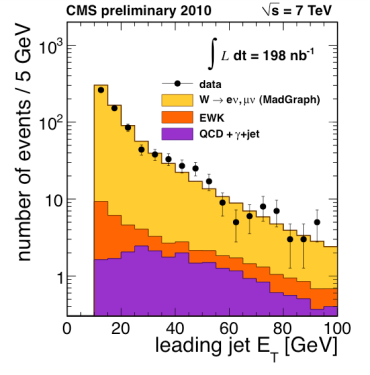 CMS preliminary 2010 √s = 7 TeV
∫ L dt = 198 nb⁻¹
data
W → eν, μν (MadGraph)
EWK
QCD + γ+jet
number of events / 5 GeV
10³
10²
10
1
0 20 40 60 80 100
leading jet E_T [GeV]